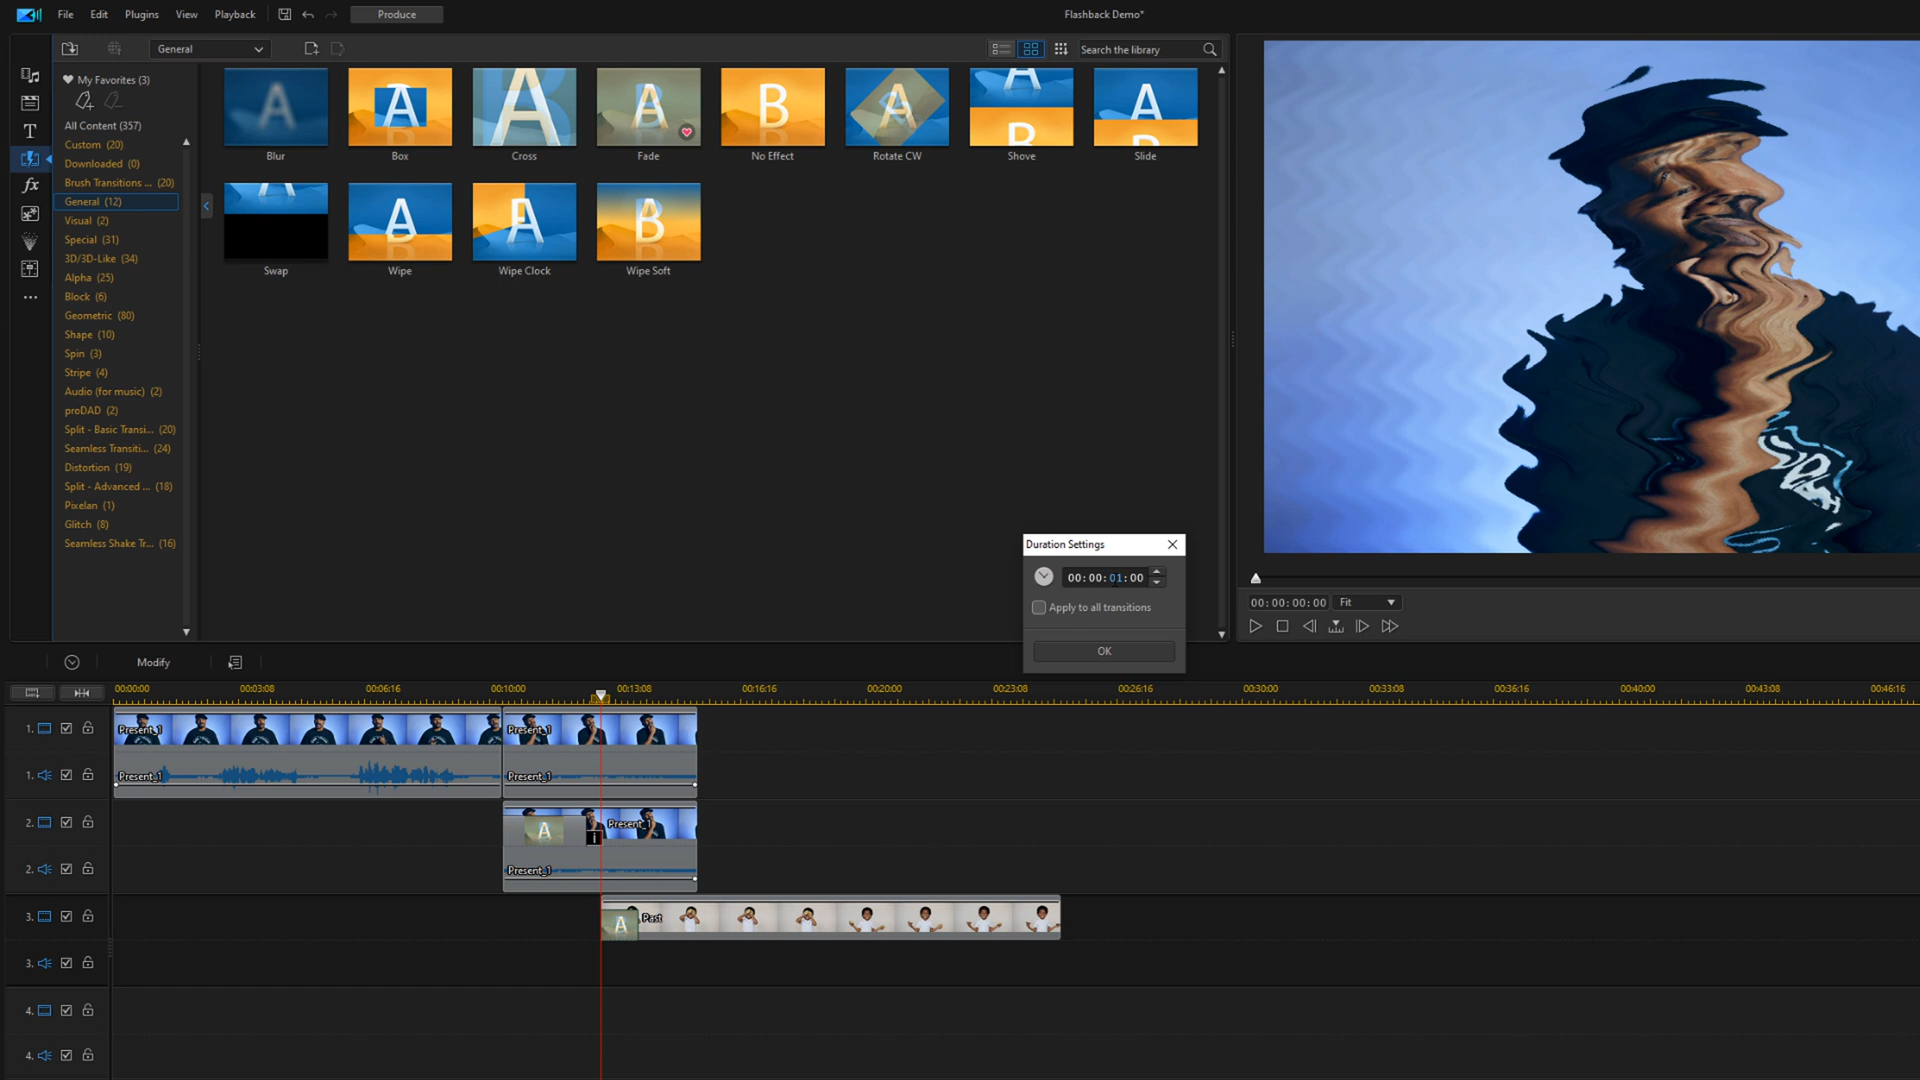 File Edit Plugins View Playback Produce Flashback Demo*
General Search the library
My Favorites (3)
All Content (357)
Custom (20)
Downloaded (0)
Brush Transitions ... (20)
General (12)
Visual (2)
Special (31)
3D/3D-Like (34)
Alpha (25)
Block (6)
Geometric (80)
Shape (10)
Spin (3)
Stripe (4)
Audio (for music) (2)
proDAD (2)
Split - Basic Transi... (20)
Seamless Transiti... (24)
Distortion (19)
Split - Advanced ... (18)
Pixelan (1)
Glitch (8)
Seamless Shake Tr... (16)
Blur Box Cross Fade No Effect Rotate CW Shove Slide
Swap Wipe Wipe Clock Wipe Soft
Duration Settings
00:00:01:00
Apply to all transitions
OK
00:00:00:00 Fit
Modify
00:00:00 00:03:08 00:06:16 00:10:00 00:13:08 00:16:16 00:20:00 00:23:08 00:26:16 00:30:00 00:33:08 00:36:16 00:40:00 00:43:08 00:46:16
1. Present_1 Present_1
1. Present_1 Present_1
2. A i Present_1
2. Present_1
3. A Past
3.
4.
4.